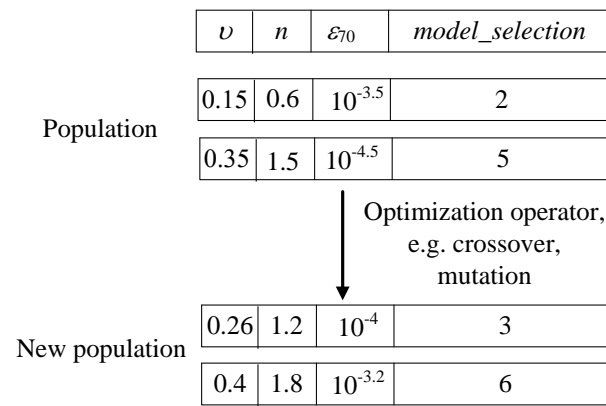 υ n ε70 model_selection
0.15 0.6 10-3.5 2
Population
0.35 1.5 10-4.5 5
Optimization operator,
e.g. crossover,
mutation
0.26 1.2 10-4 3
New population
0.4 1.8 10-3.2 6